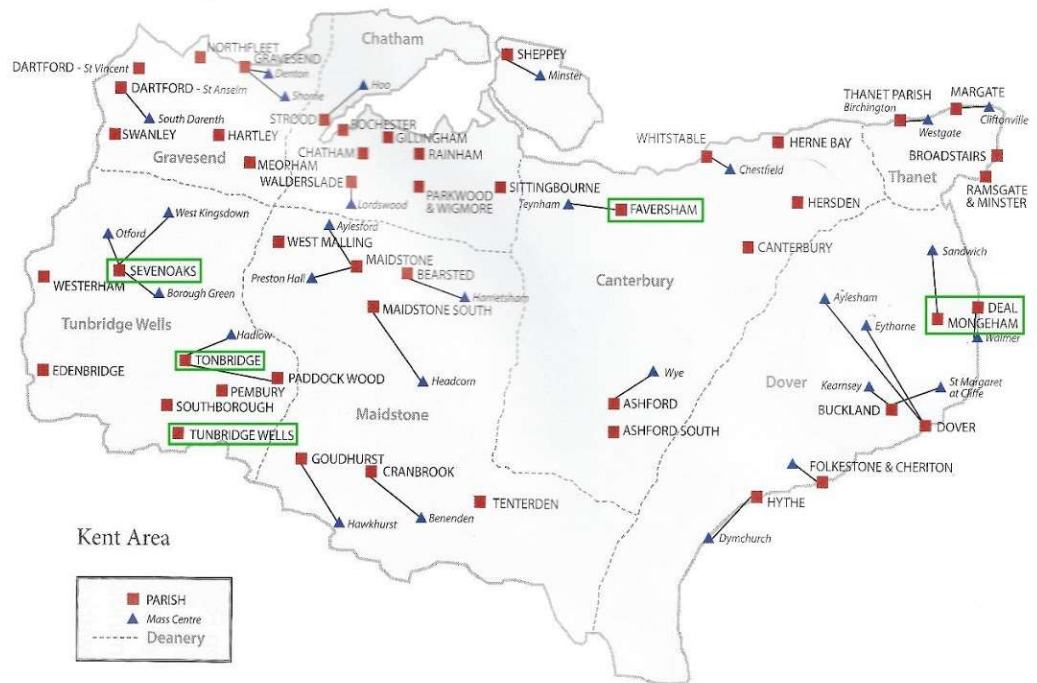 Chatham
NORTHFLEET
GRAVESEND
Denton
Shorne
DARTFORD - St Vincent
DARTFORD - St Anselm
South Darenth
SWANLEY
HARTLEY
Gravesend
MEOPHAM
Hoo
STROOD
ROCHESTER
GILLINGHAM
CHATHAM
RAINHAM
WALDERSLADE
Lordswood
PARKWOOD
& WIGMORE
SHEPPEY
Minster
SITTINGBOURNE
Teynham
FAVERSHAM
WHITSTABLE
Chestfield
HERNE BAY
HERSDEN
CANTERBURY
Canterbury
THANET PARISH
Birchington
Westgate
MARGATE
Cliftonville
BROADSTAIRS
Thanet
RAMSGATE
& MINSTER
West Kingsdown
Otford
SEVENOAKS
WESTERHAM
Borough Green
Tunbridge Wells
Hadlow
TONBRIDGE
EDENBRIDGE
PADDOCK WOOD
PEMBURY
SOUTHBOROUGH
TUNBRIDGE WELLS
Aylesford
WEST MALLING
MAIDSTONE
Preston Hall
BEARSTED
Harrietsham
MAIDSTONE SOUTH
Headcorn
Maidstone
GOUDHURST
CRANBROOK
Hawkhurst
Benenden
TENTERDEN
Wye
ASHFORD
ASHFORD SOUTH
Sandwich
Aylesham
Eythorne
DEAL
MONGEHAM
Walmer
Dover
Kearnsey
St Margaret
at Cliffe
BUCKLAND
DOVER
FOLKESTONE & CHERITON
HYTHE
Dymchurch
Kent Area
PARISH
Mass Centre
Deanery